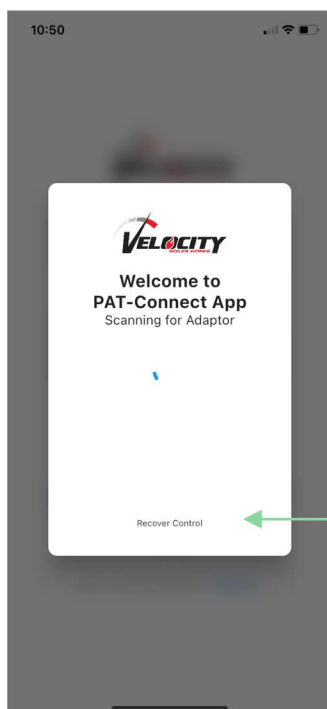 10:50
VELOCITY
BOILER WORKS
Welcome to
PAT-Connect App
Scanning for Adaptor
Recover Control